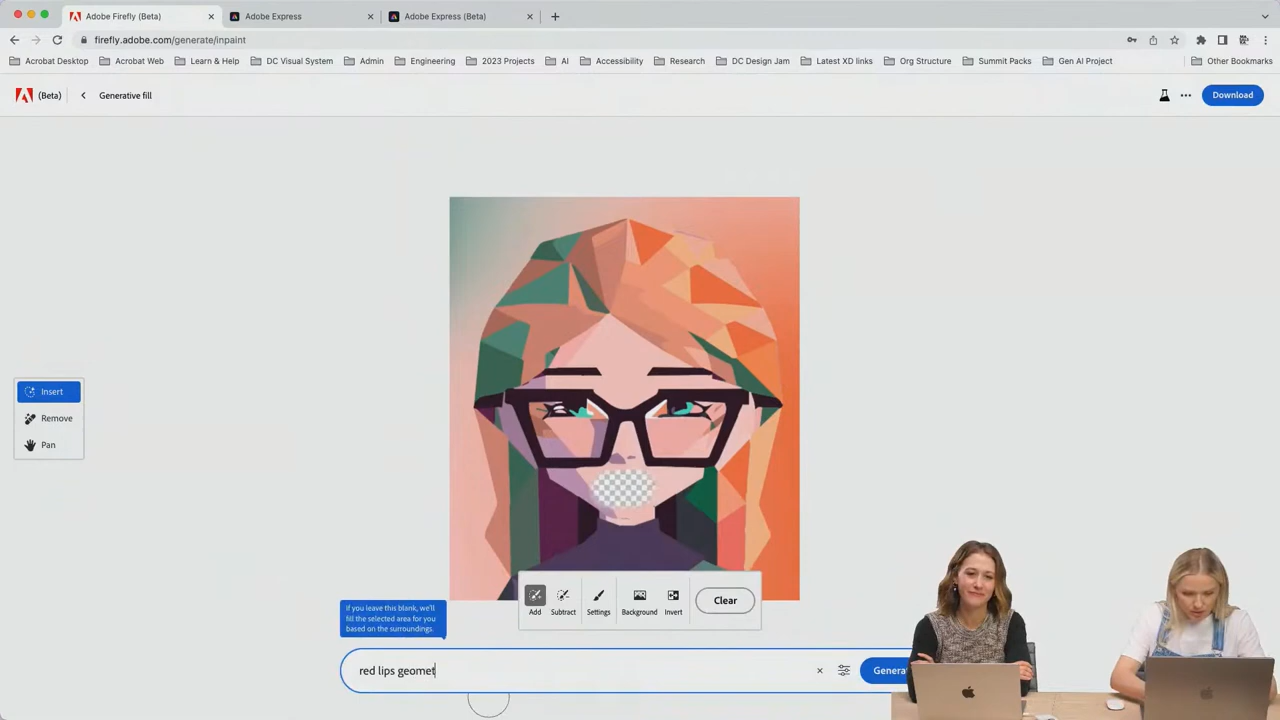 Adobe Firefly (Beta)
Adobe Express
Adobe Express (Beta)
firefly.adobe.com/generate/inpaint
Acrobat Desktop
Acrobat Web
Learn & Help
DC Visual System
Admin
Engineering
2023 Projects
AI
Accessibility
Research
DC Design Jam
Latest XD links
Org Structure
Summit Packs
Gen AI Project
Other Bookmarks
(Beta)
Generative fill
Download
Insert
Remove
Pan
Add
Subtract
Settings
Background
Invert
Clear
If you leave this blank, we'll
fill the selected area for you
based on the surroundings.
red lips geomet
Genera